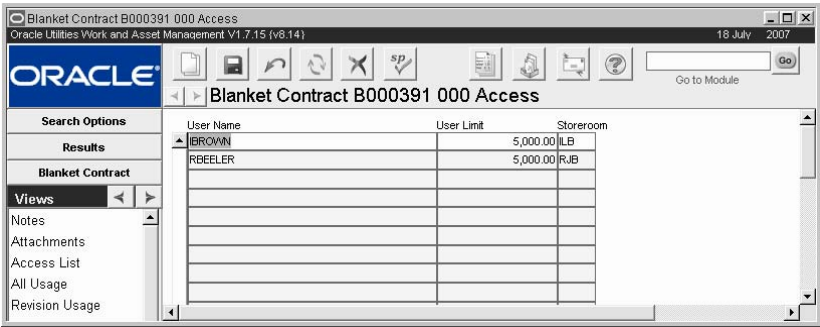 Blanket Contract B000391 000 Access
Oracle Utilities Work and Asset Management V1.7.15 (v8.14) 18 July 2007
ORACLE
sp
Go
Go to Module
Blanket Contract B000391 000 Access
Search Options
Results
Blanket Contract
Views
Notes
Attachments
Access List
All Usage
Revision Usage
User Name User Limit Storeroom
IBROWN 5,000.00 ILB
RBEELER 5,000.00 RJB